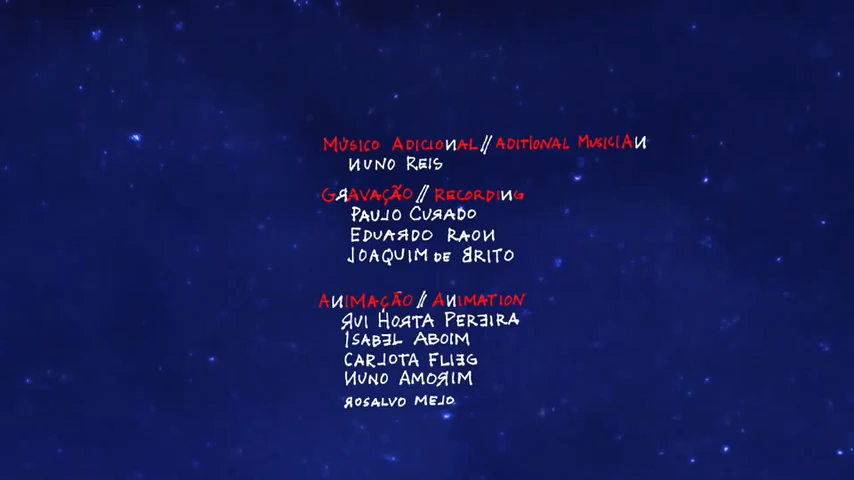 Músico Adicional // Aditional Musician
Nuno Reis
Gravação // Recording
Paulo Curado
Eduardo Raon
Joaquim de Brito
Animação // Animation
Rui Horta Pereira
Isabel Aboim
Carlota Flieg
Nuno Amorim
Rosalvo Melo